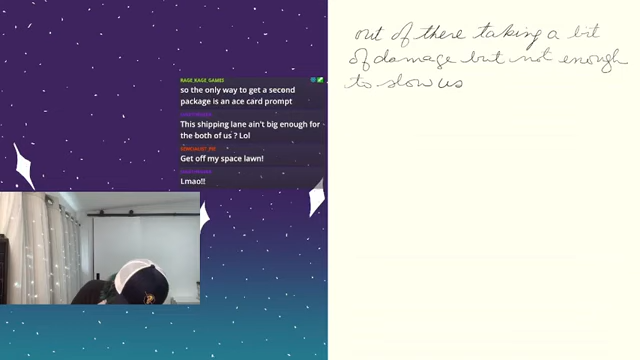 RAGE_KAGE_GAMES
so the only way to get a second
package is an ace card prompt
This shipping lane ain't big enough for
the both of us ? Lol
Get off my space lawn!
Lmao!!
out of there taking a bit
of damage but not enough
to slow us